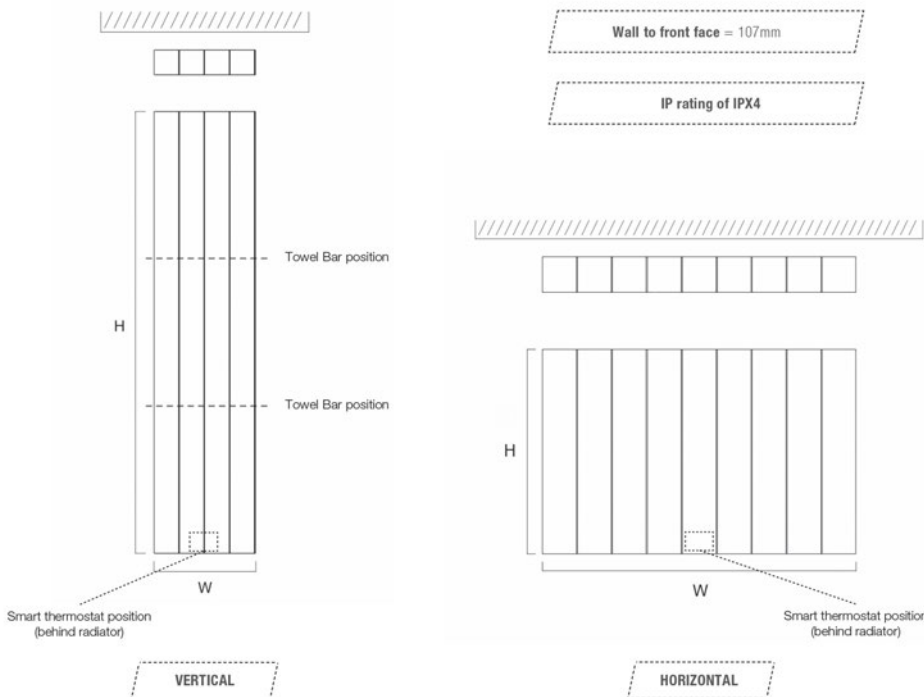 Wall to front face = 107mm
IP rating of IPX4
Towel Bar position
H
Towel Bar position
W
Smart thermostat position
(behind radiator)
VERTICAL
H
W
Smart thermostat position
(behind radiator)
HORIZONTAL